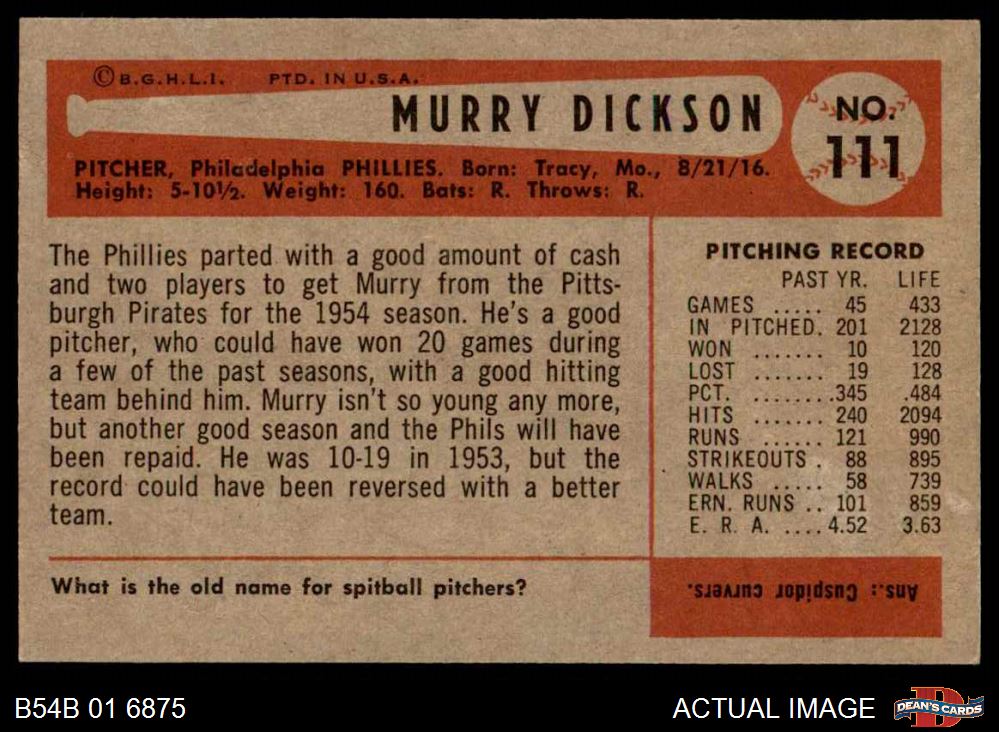 ©B.G.H.L.I. PTD. IN U.S.A.
MURRY DICKSON
NO.
111
PITCHER, Philadelphia PHILLIES. Born: Tracy, Mo., 8/21/16.
Height: 5-10½. Weight: 160. Bats: R. Throws: R.
The Phillies parted with a good amount of cash
and two players to get Murry from the Pitts-
burgh Pirates for the 1954 season. He's a good
pitcher, who could have won 20 games during
a few of the past seasons, with a good hitting
team behind him. Murry isn't so young any more,
but another good season and the Phils will have
been repaid. He was 10-19 in 1953, but the
record could have been reversed with a better
team.
PITCHING RECORD
PAST YR. LIFE
GAMES ..... 45 433
IN PITCHED. 201 2128
WON ....... 10 120
LOST ....... 19 128
PCT. ........345 .484
HITS ....... 240 2094
RUNS ...... 121 990
STRIKEOUTS . 88 895
WALKS ..... 58 739
ERN. RUNS .. 101 859
E. R. A. ....4.52 3.63
What is the old name for spitball pitchers?
Ans.: Cuspidor curvers.
B54B 01 6875
ACTUAL IMAGE
DEAN'S CARDS